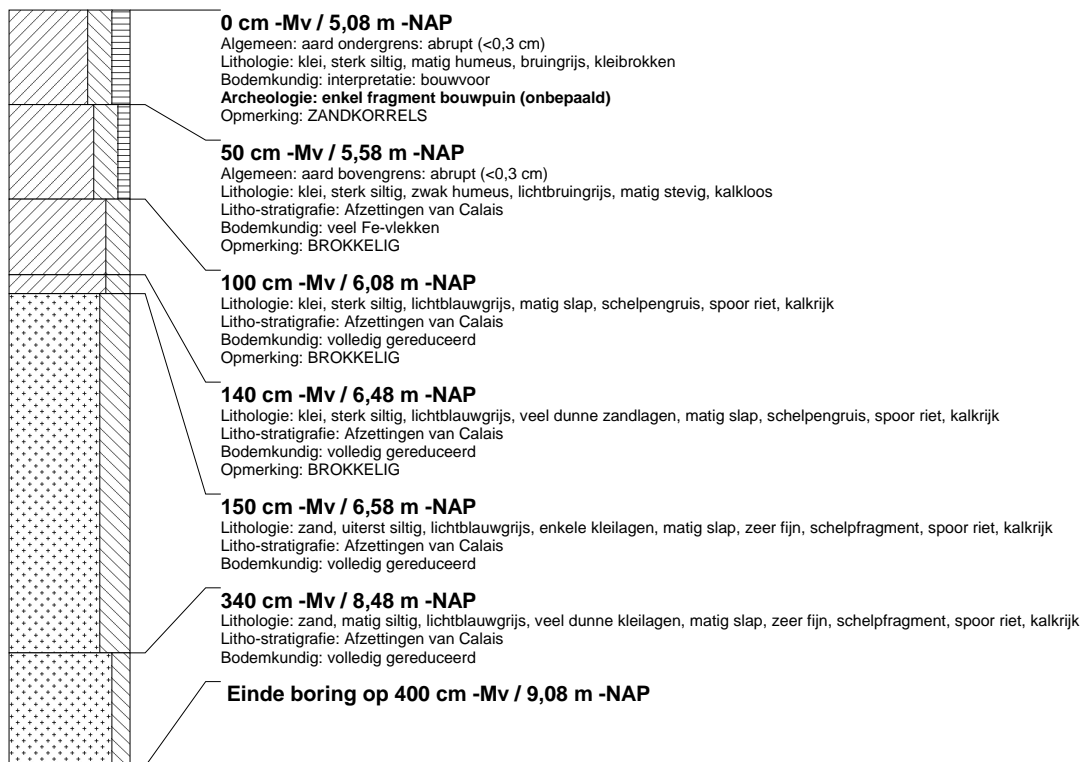 0 cm -Mv / 5,08 m -NAP
Algemeen: aard ondergrens: abrupt (<0,3 cm)
Lithologie: klei, sterk siltig, matig humeus, bruingrijs, kleibrokken
Bodemkundig: interpretatie: bouwvoor
Archeologie: enkel fragment bouwpuin (onbepaald)
Opmerking: ZANDKORRELS
50 cm -Mv / 5,58 m -NAP
Algemeen: aard bovengrens: abrupt (<0,3 cm)
Lithologie: klei, sterk siltig, zwak humeus, lichtbruingrijs, matig stevig, kalkloos
Litho-stratigrafie: Afzettingen van Calais
Bodemkundig: veel Fe-vlekken
Opmerking: BROKKELIG
100 cm -Mv / 6,08 m -NAP
Lithologie: klei, sterk siltig, lichtblauwgrijs, matig slap, schelpengruis, spoor riet, kalkrijk
Litho-stratigrafie: Afzettingen van Calais
Bodemkundig: volledig gereduceerd
Opmerking: BROKKELIG
140 cm -Mv / 6,48 m -NAP
Lithologie: klei, sterk siltig, lichtblauwgrijs, veel dunne zandlagen, matig slap, schelpengruis, spoor riet, kalkrijk
Litho-stratigrafie: Afzettingen van Calais
Bodemkundig: volledig gereduceerd
Opmerking: BROKKELIG
150 cm -Mv / 6,58 m -NAP
Lithologie: zand, uiterst siltig, lichtblauwgrijs, enkele kleilagen, matig slap, zeer fijn, schelpfragment, spoor riet, kalkrijk
Litho-stratigrafie: Afzettingen van Calais
Bodemkundig: volledig gereduceerd
340 cm -Mv / 8,48 m -NAP
Lithologie: zand, matig siltig, lichtblauwgrijs, veel dunne kleilagen, matig slap, zeer fijn, schelpfragment, spoor riet, kalkrijk
Litho-stratigrafie: Afzettingen van Calais
Bodemkundig: volledig gereduceerd
Einde boring op 400 cm -Mv / 9,08 m -NAP